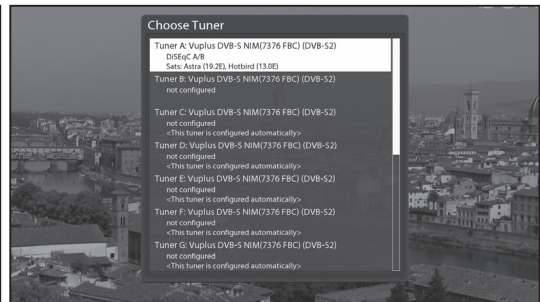 Choose Tuner
Tuner A: Vuplus DVB-S NIM(7376 FBC) (DVB-S2)
DiSEqC A/B
Sats: Astra (19.2E), Hotbird (13.0E)
Tuner B: Vuplus DVB-S NIM(7376 FBC) (DVB-S2)
not configured
Tuner C: Vuplus DVB-S NIM(7376 FBC) (DVB-S2)
not configured
<This tuner is configured automatically>
Tuner D: Vuplus DVB-S NIM(7376 FBC) (DVB-S2)
not configured
<This tuner is configured automatically>
Tuner E: Vuplus DVB-S NIM(7376 FBC) (DVB-S2)
not configured
<This tuner is configured automatically>
Tuner F: Vuplus DVB-S NIM(7376 FBC) (DVB-S2)
not configured
<This tuner is configured automatically>
Tuner G: Vuplus DVB-S NIM(7376 FBC) (DVB-S2)
not configured
<This tuner is configured automatically>